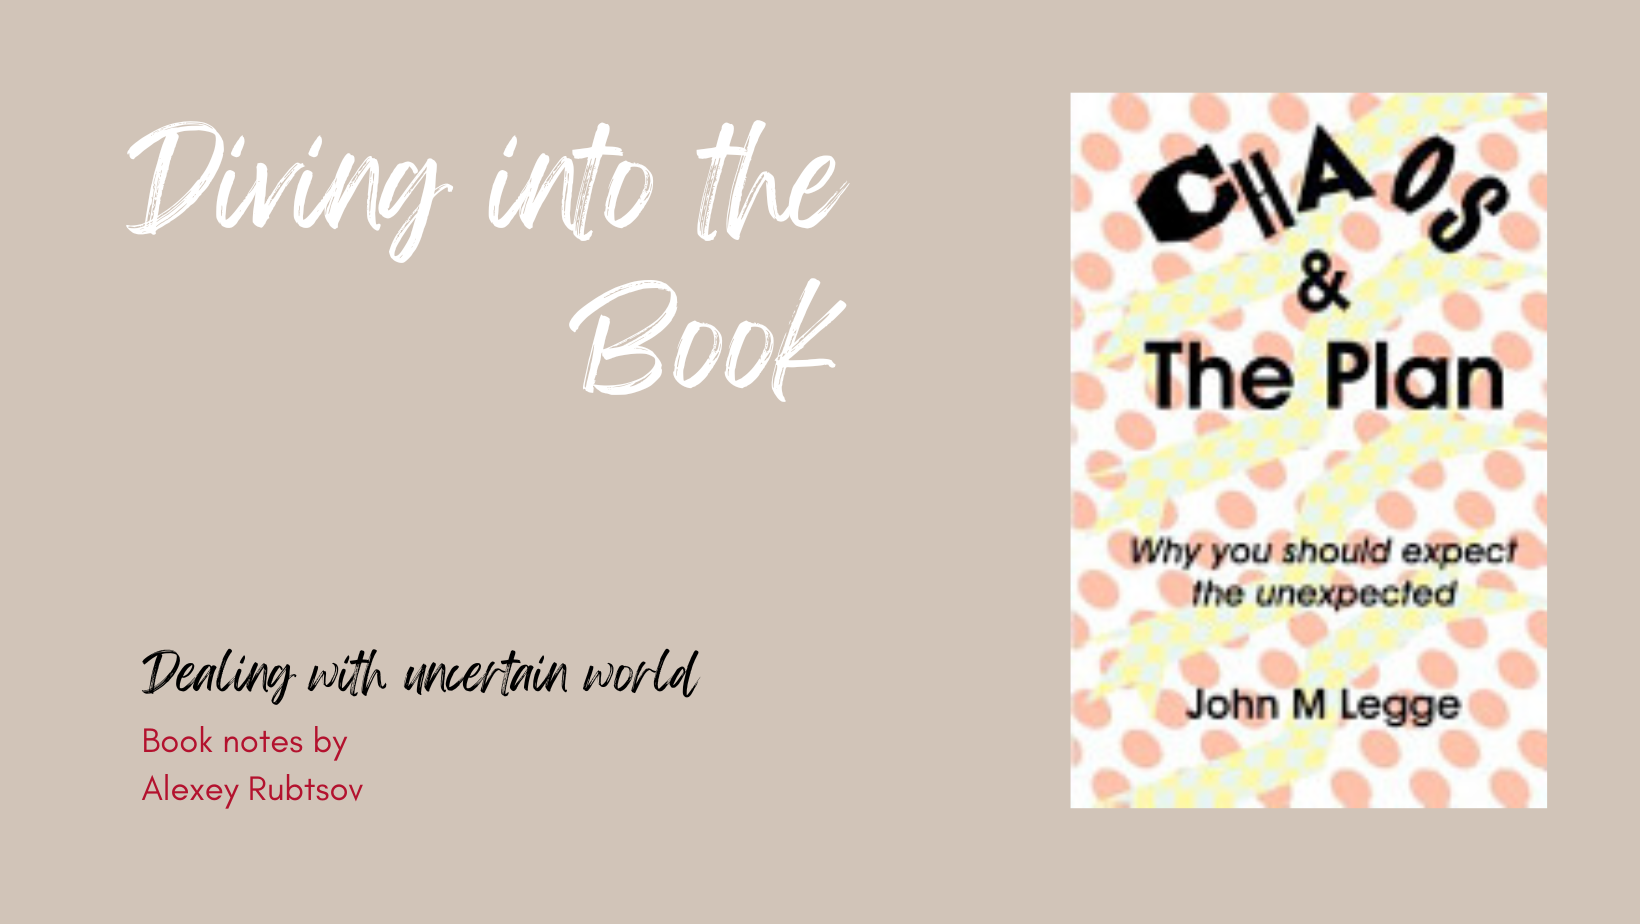 Diving into the
Book
Dealing with uncertain world
Book notes by
Alexey Rubtsov
CHAOS
&
The Plan
Why you should expect
the unexpected
John M Legge